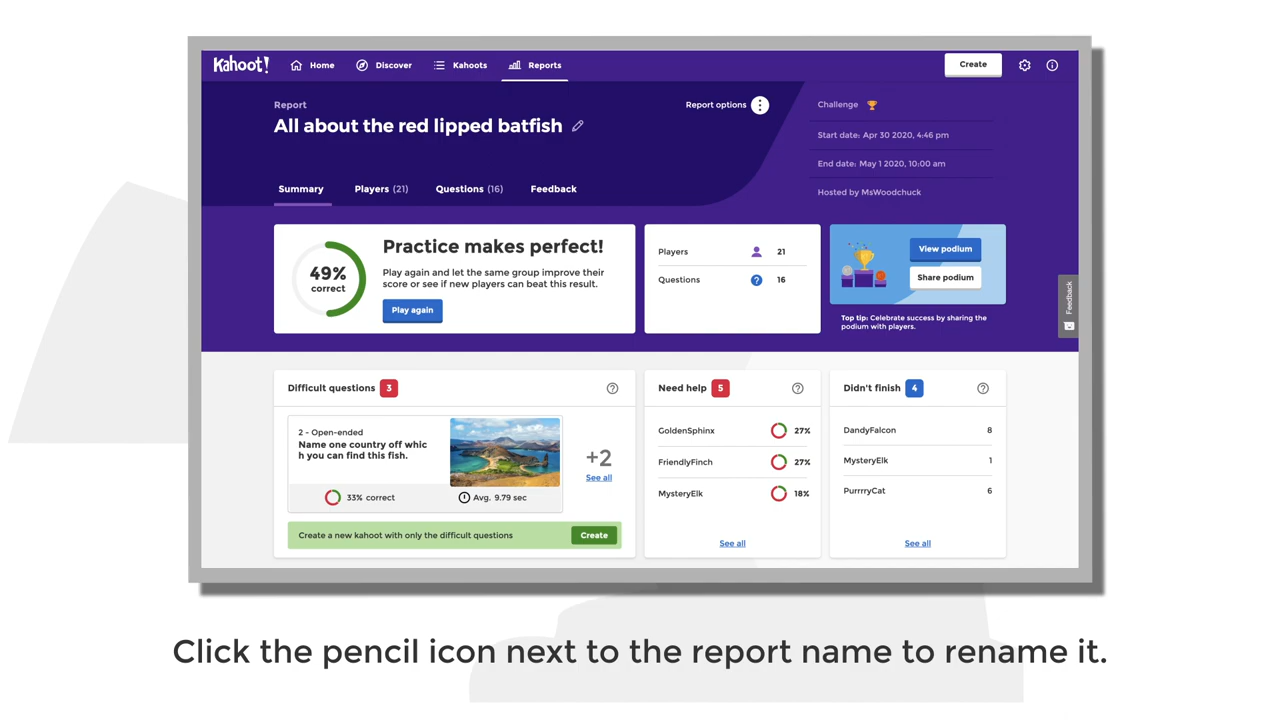 Kahoot!
Home
Discover
Kahoots
Reports
Create
Report
All about the red lipped batfish
Report options
Challenge
Start date: Apr 30 2020, 4:46 pm
End date: May 1 2020, 10:00 am
Hosted by MsWoodchuck
Summary
Players (21)
Questions (16)
Feedback
49%
correct
Practice makes perfect!
Play again and let the same group improve their
score or see if new players can beat this result.
Play again
Players 21
Questions ? 16
View podium
Share podium
Top tip: Celebrate success by sharing the
podium with players.
Feedback
Difficult questions 3
2 - Open-ended
Name one country off whic
h you can find this fish.
33% correct
Avg. 9.79 sec
+2
See all
Create a new kahoot with only the difficult questions
Create
Need help 5
GoldenSphinx 27%
FriendlyFinch 27%
MysteryElk 18%
See all
Didn't finish 4
DandyFalcon 8
MysteryElk 1
PurrrryCat 6
See all
Click the pencil icon next to the report name to rename it.